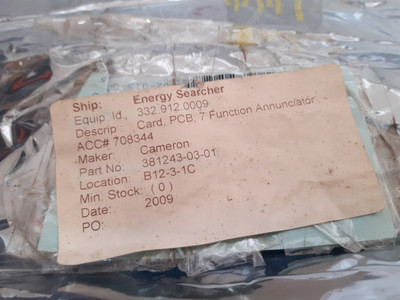 Ship: Energy Searcher
Equip. Id. 332 912 0009
Descrip Card, PCB, 7 Function Annunciator
ACC# 708344
Maker: Cameron
Part No: 381243-03-01
Location: B12-3-1C
Min. Stock: ( 0 )
Date: 2009
PO: